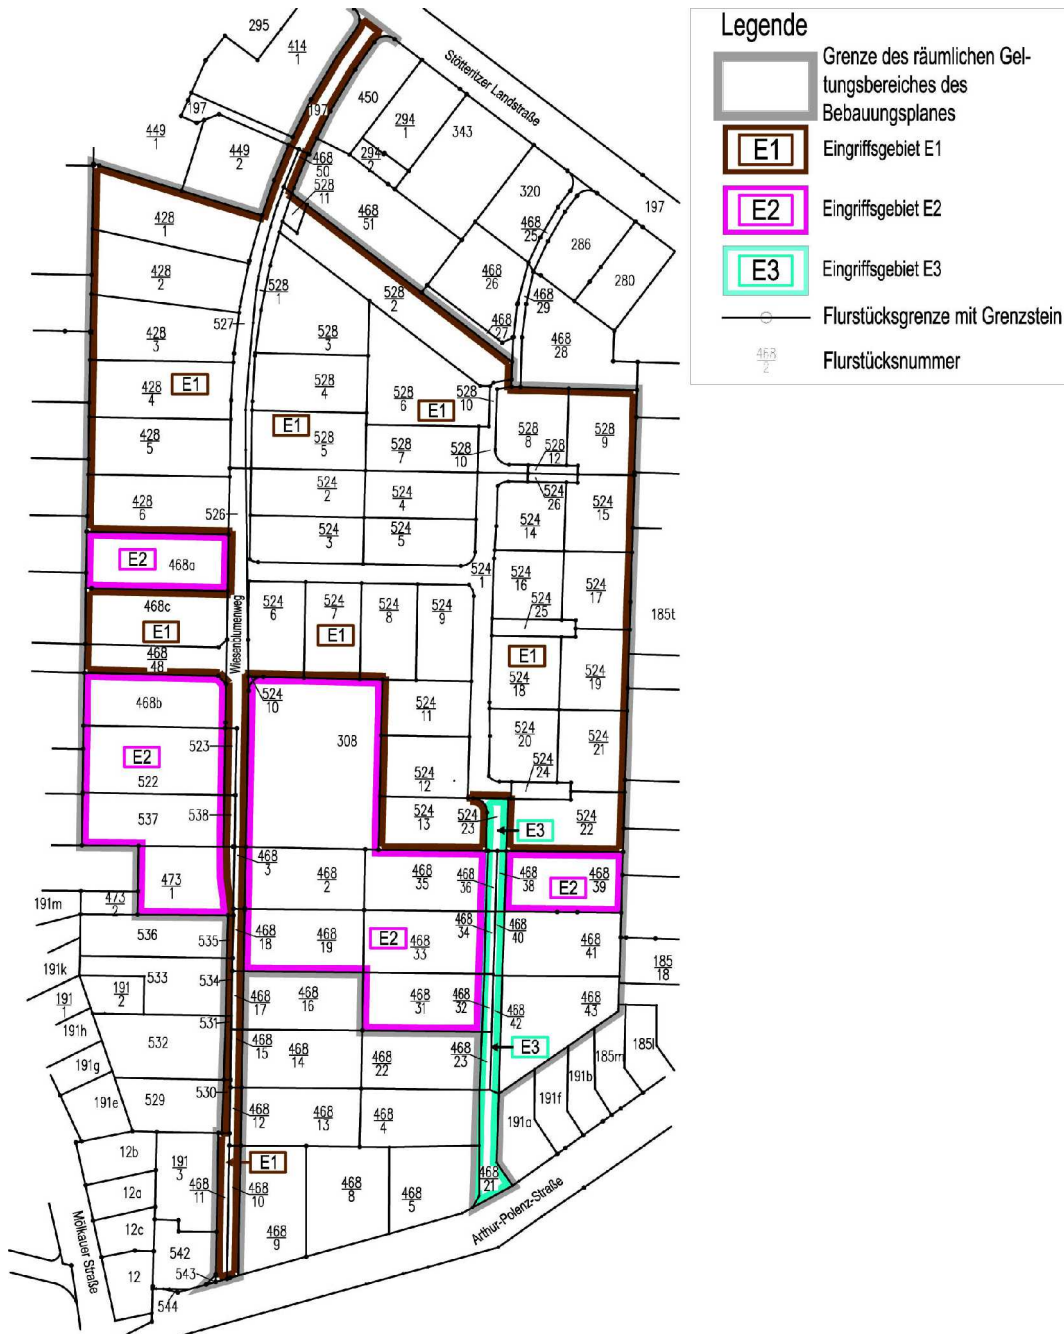 Legende
Grenze des räumlichen Gel-
tungsbereiches des
Bebauungsplanes
E1 Eingriffsgebiet E1
E2 Eingriffsgebiet E2
E3 Eingriffsgebiet E3
Flurstücksgrenze mit Grenzstein
468/2 Flurstücksnummer
Stötteritzer Landstraße
295
414/1
197
449/1
449/2
197
450
294/1
294/2
343
468/50
528/11
468/51
320
468/25
197
286
280
468/26
468/27
468/29
468/28
428/1
428/2
428/3
428/4
E1
428/5
428/6
527
526
528/1
528/2
528/3
528/4
E1
528/5
528/6
E1
528/7
528/10
528/10
528/8
528/9
528/12
524/26
524/2
524/3
524/4
524/5
524/14
524/15
524/1
524/16
524/17
524/25
185t
E2
468a
468c
E1
468/48
Wiesenblumenweg
524/6
524/7
E1
524/8
524/9
E1
524/18
524/19
468b
523
E2
522
537
538
473/1
524/10
308
524/11
524/12
524/13
524/20
524/21
524/24
524/23
E3
524/22
468/3
468/2
468/35
468/36
468/38
E2
468/39
473/2
191m
536
535
468/18
468/19
E2
468/33
468/34
468/40
468/41
185/18
191k
533
534
191/1
191/2
468/17
468/16
468/31
468/32
468/42
468/43
191h
531
532
468/15
468/14
468/22
468/23
E3
185m
185l
191g
191e
529
530
468/12
468/13
468/4
191a
191f
191b
12b
191/3
E1
12a
468/11
468/10
468/8
468/5
468/21
12c
542
468/9
12
543
544
Mölkauer Straße
Arthur-Polenz-Straße